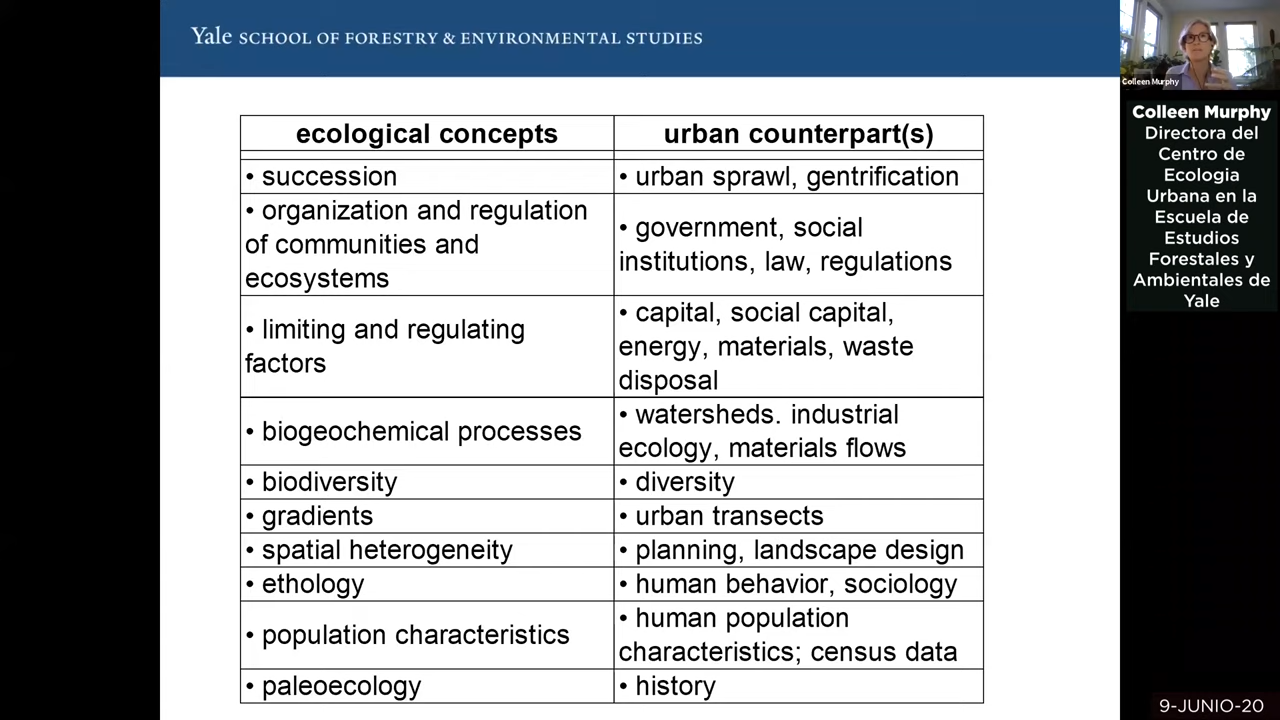 Yale SCHOOL OF FORESTRY & ENVIRONMENTAL STUDIES
ecological concepts
urban counterpart(s)
• succession
• urban sprawl, gentrification
• organization and regulation
of communities and
ecosystems
• government, social
institutions, law, regulations
• limiting and regulating
factors
• capital, social capital,
energy, materials, waste
disposal
• biogeochemical processes
• watersheds. industrial
ecology, materials flows
• biodiversity
• diversity
• gradients
• urban transects
• spatial heterogeneity
• planning, landscape design
• ethology
• human behavior, sociology
• population characteristics
• human population
characteristics; census data
• paleoecology
• history
Colleen Murphy
Colleen Murphy
Directora del
Centro de
Ecologia
Urbana en la
Escuela de
Estudios
Forestales y
Ambientales de
Yale
9-JUNIO-20